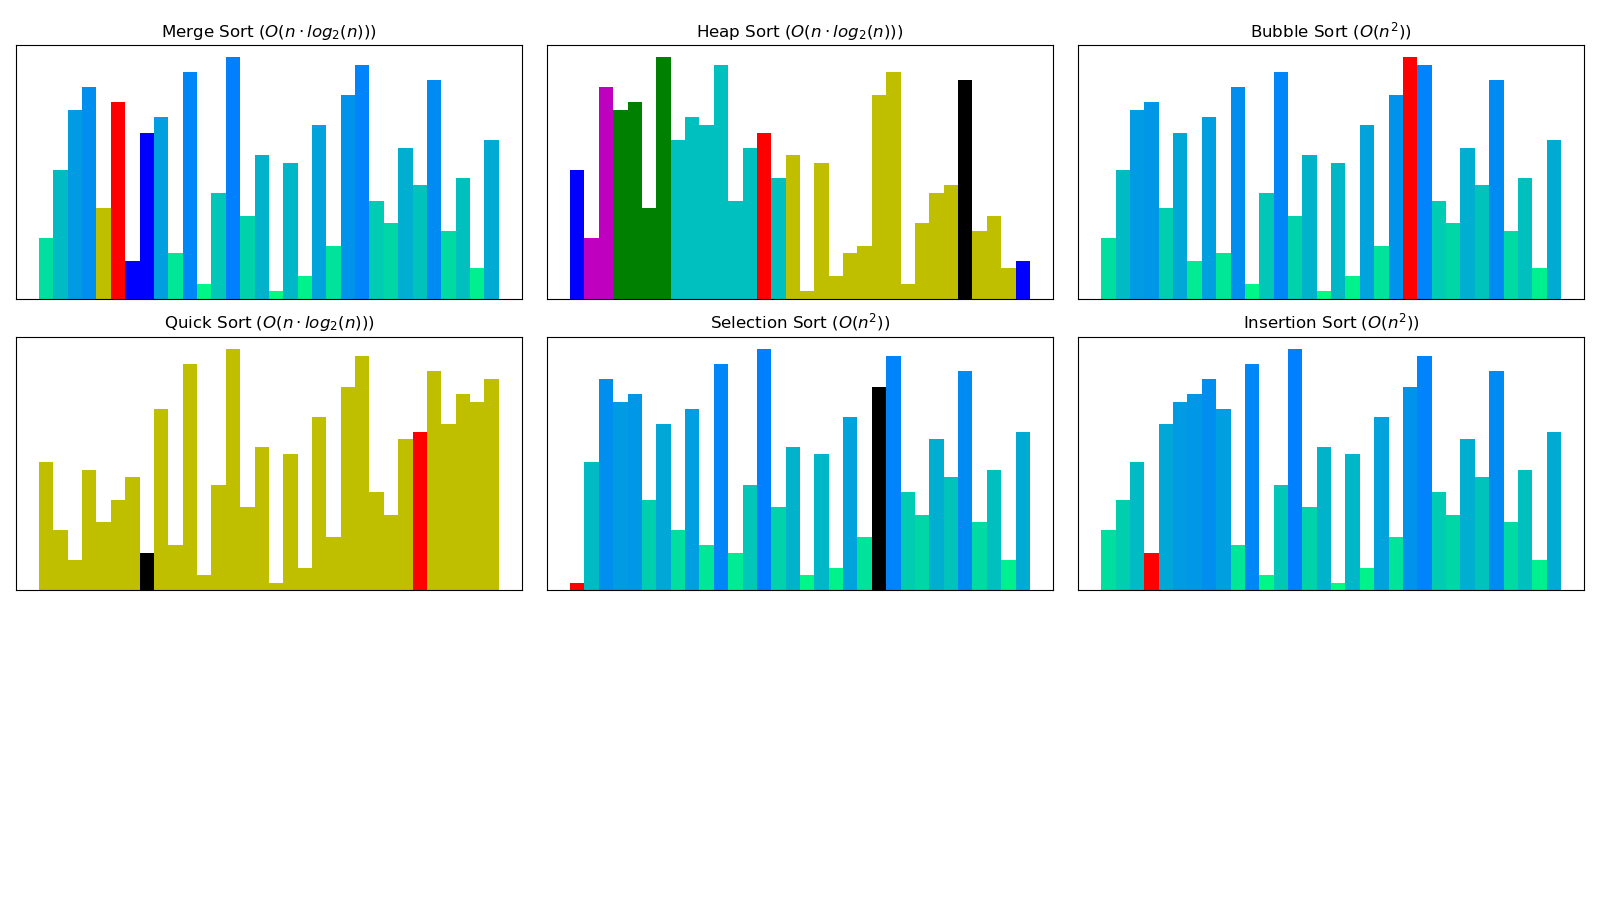 Merge Sort (O(n · log₂(n)))
Heap Sort (O(n · log₂(n)))
Bubble Sort (O(n²))
Quick Sort (O(n · log₂(n)))
Selection Sort (O(n²))
Insertion Sort (O(n²))